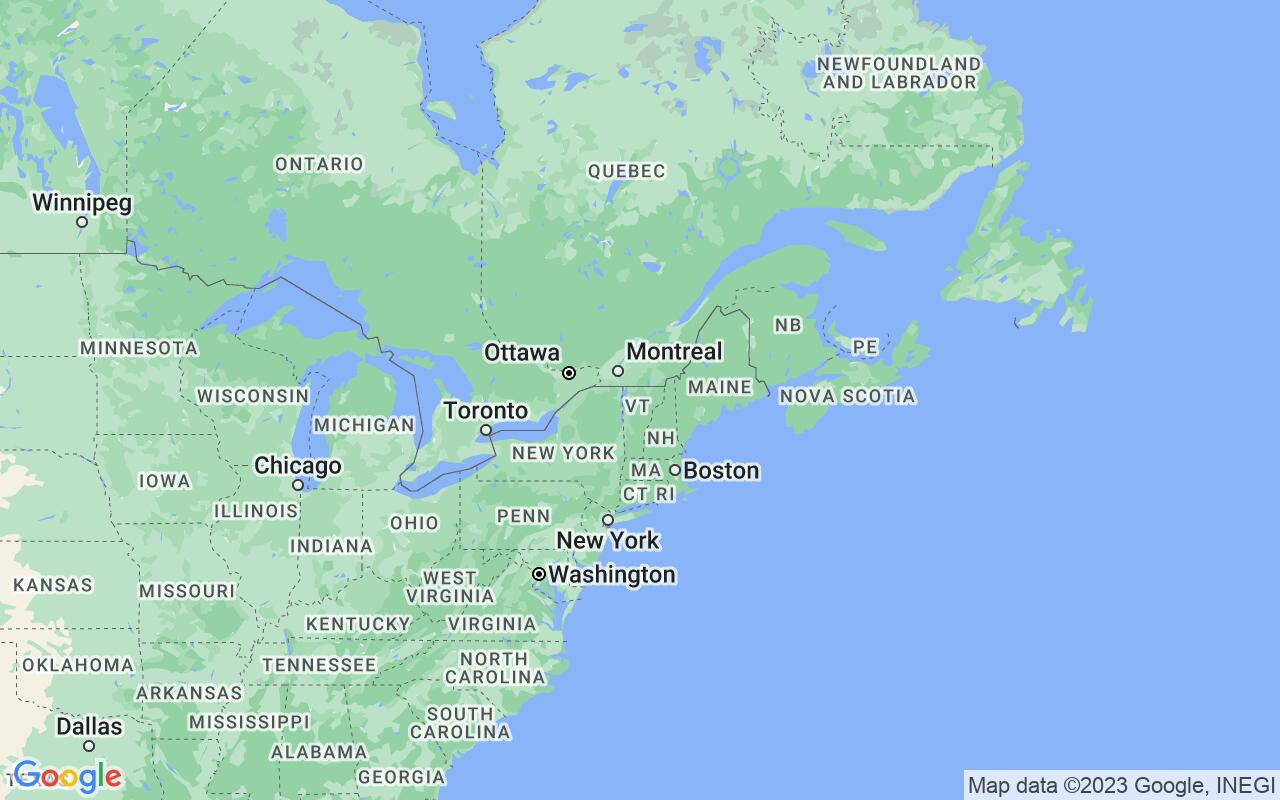 NEWFOUNDLAND
AND LABRADOR
ONTARIO
QUEBEC
Winnipeg
NB
MINNESOTA
Ottawa
Montreal
PE
WISCONSIN
MAINE
NOVA SCOTIA
Toronto
VT
MICHIGAN
NH
NEW YORK
Chicago
MA
Boston
IOWA
CT RI
ILLINOIS
OHIO
PENN
New York
INDIANA
KANSAS
MISSOURI
WEST
VIRGINIA
Washington
KENTUCKY
VIRGINIA
OKLAHOMA
TENNESSEE
NORTH
CAROLINA
ARKANSAS
Dallas
MISSISSIPPI
SOUTH
CAROLINA
ALABAMA
GEORGIA
Google
Map data ©2023 Google, INEGI